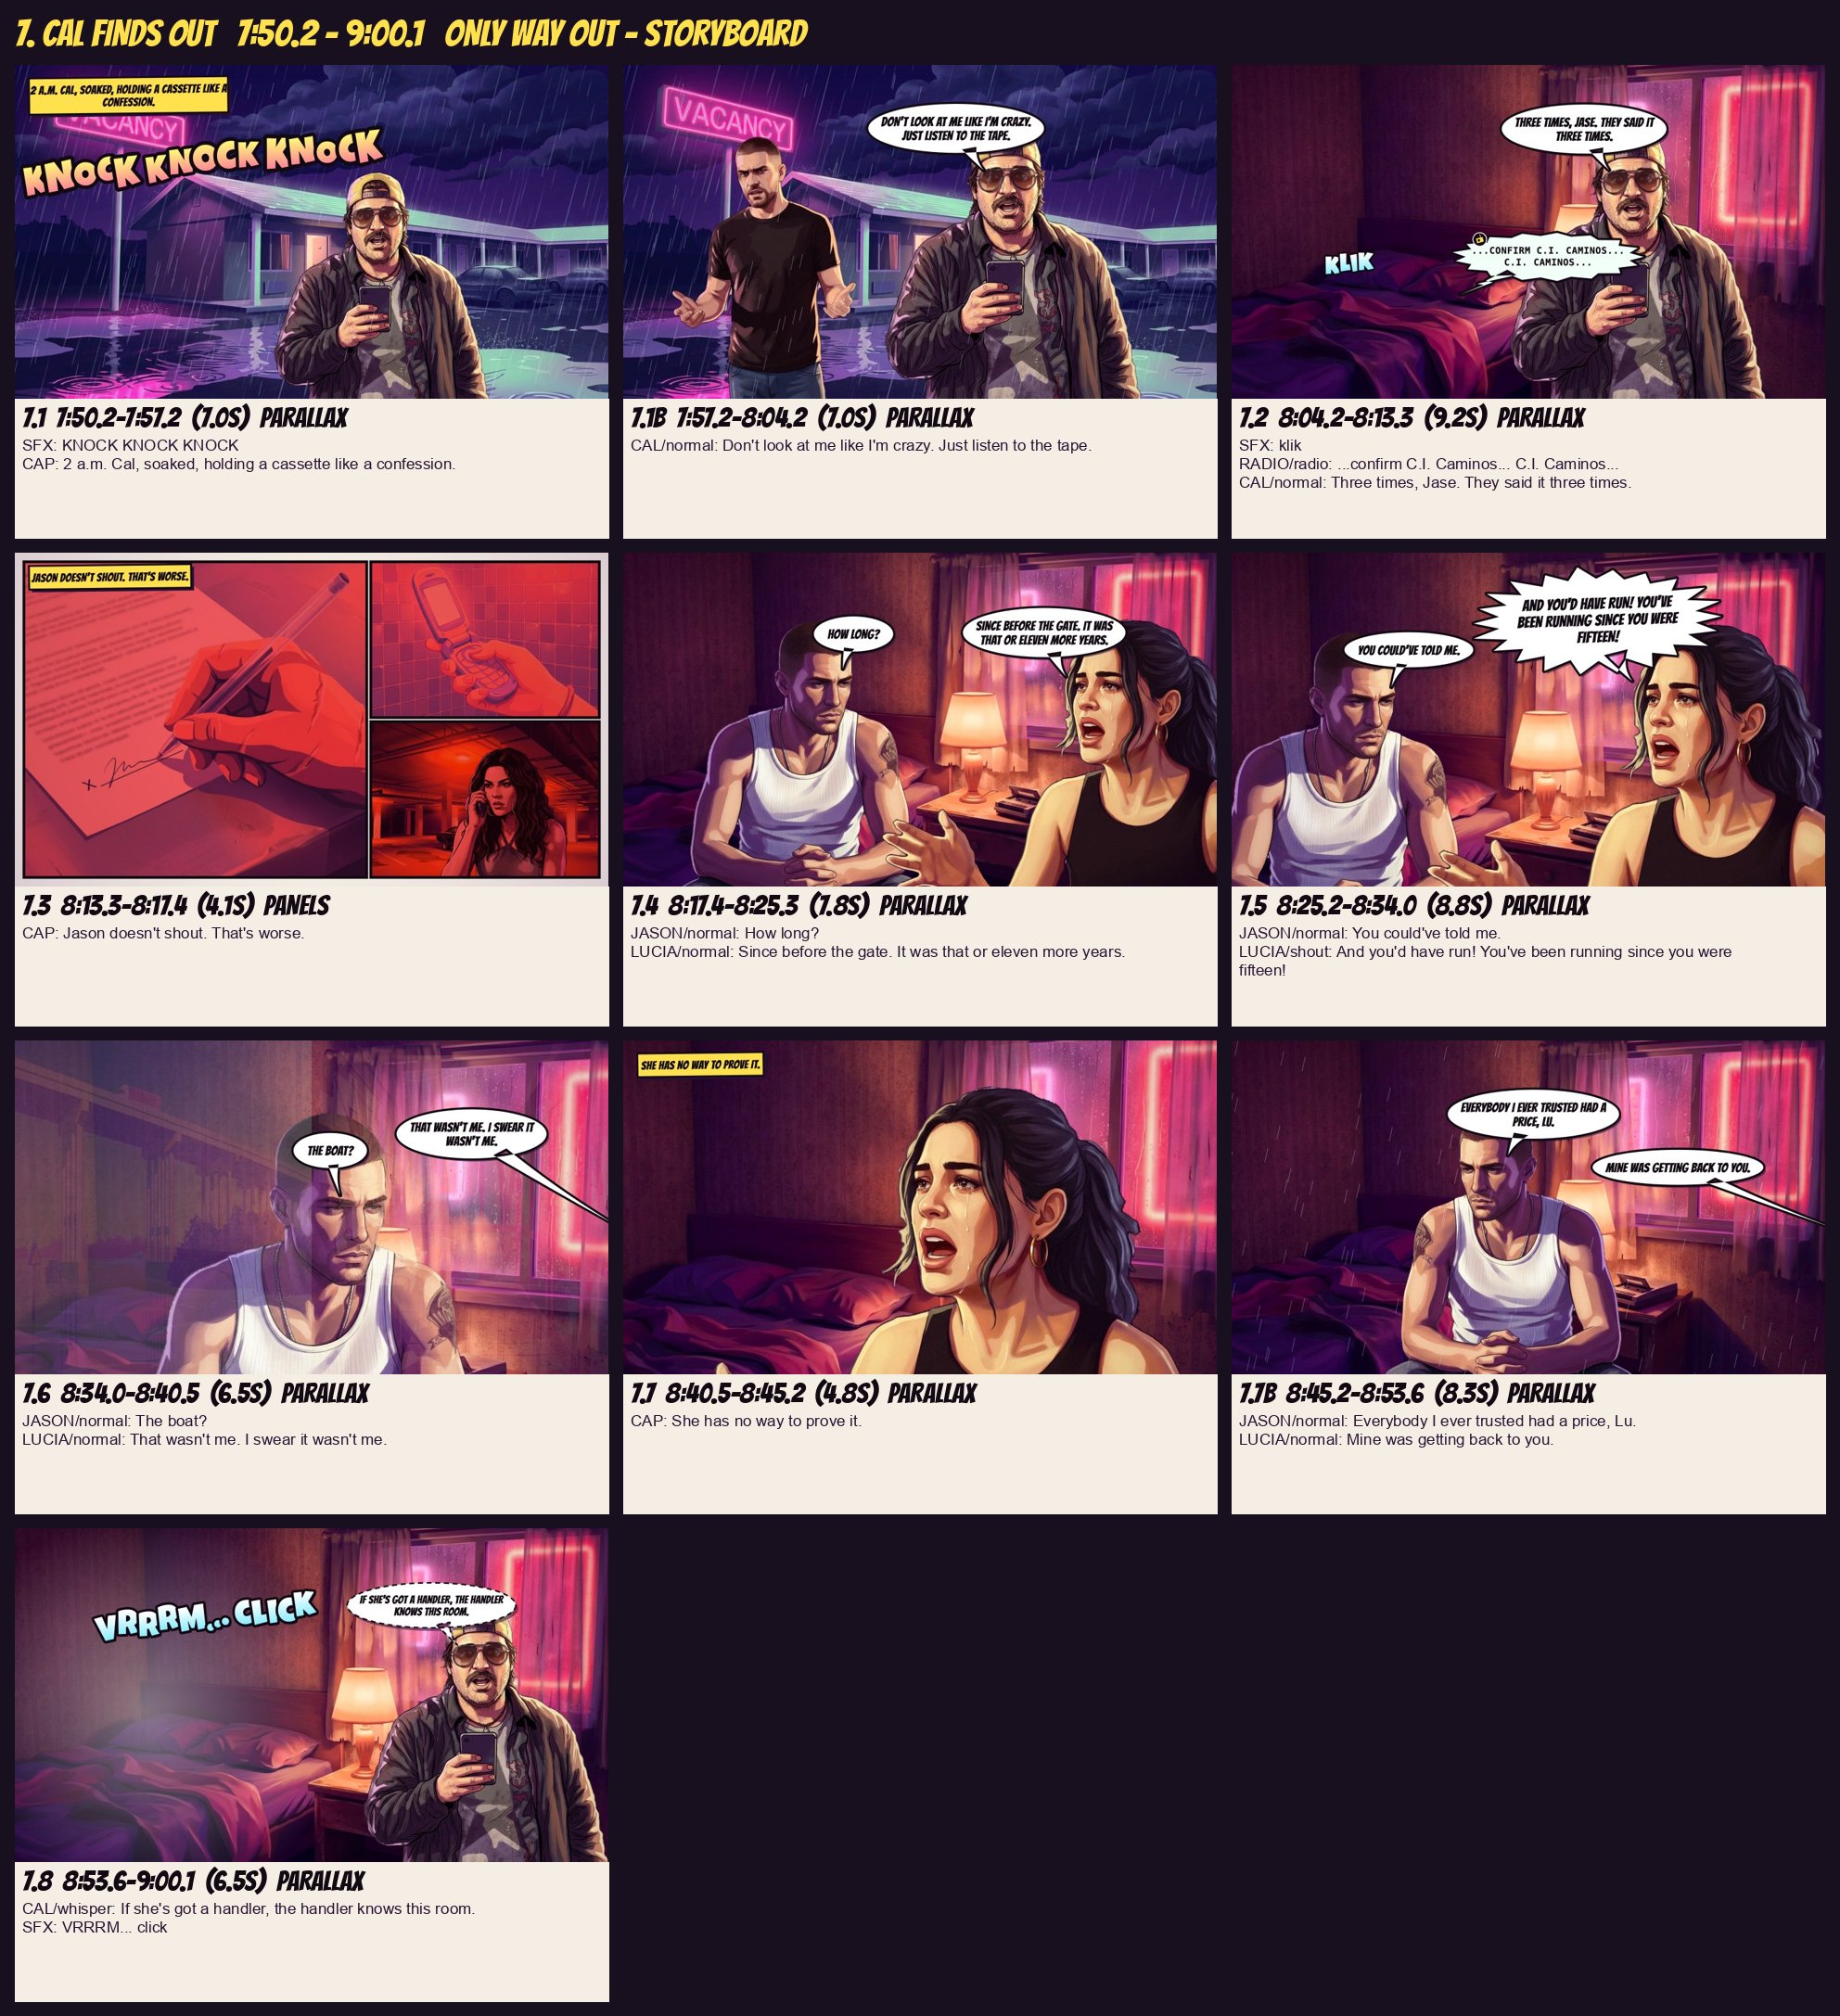 7. CAL FINDS OUT 7:50.2 - 9:00.1 ONLY WAY OUT - STORYBOARD
2 A.M. CAL, SOAKED, HOLDING A CASSETTE LIKE A
CONFESSION.
VACANCY
KNOCK KNOCK KNOCK
7.1 7:50.2-7:57.2 (7.0S) PARALLAX
SFX: KNOCK KNOCK KNOCK
CAP: 2 a.m. Cal, soaked, holding a cassette like a confession.
VACANCY
DON'T LOOK AT ME LIKE I'M CRAZY.
JUST LISTEN TO THE TAPE.
7.1B 7:57.2-8:04.2 (7.0S) PARALLAX
CAL/normal: Don't look at me like I'm crazy. Just listen to the tape.
THREE TIMES, JASE. THEY SAID IT
THREE TIMES.
KLIK
...CONFIRM C.I. CAMINOS...
C.I. CAMINOS...
7.2 8:04.2-8:13.3 (9.2S) PARALLAX
SFX: klik
RADIO/radio: ...confirm C.I. Caminos... C.I. Caminos...
CAL/normal: Three times, Jase. They said it three times.
JASON DOESN'T SHOUT. THAT'S WORSE.
7.3 8:13.3-8:17.4 (4.1S) PANELS
CAP: Jason doesn't shout. That's worse.
HOW LONG?
SINCE BEFORE THE GATE. IT WAS
THAT OR ELEVEN MORE YEARS.
7.4 8:17.4-8:25.3 (7.8S) PARALLAX
JASON/normal: How long?
LUCIA/normal: Since before the gate. It was that or eleven more years.
YOU COULD'VE TOLD ME.
AND YOU'D HAVE RUN! YOU'VE
BEEN RUNNING SINCE YOU WERE
FIFTEEN!
7.5 8:25.2-8:34.0 (8.8S) PARALLAX
JASON/normal: You could've told me.
LUCIA/shout: And you'd have run! You've been running since you were
fifteen!
THE BOAT?
THAT WASN'T ME. I SWEAR IT
WASN'T ME.
7.6 8:34.0-8:40.5 (6.5S) PARALLAX
JASON/normal: The boat?
LUCIA/normal: That wasn't me. I swear it wasn't me.
SHE HAS NO WAY TO PROVE IT.
7.7 8:40.5-8:45.2 (4.8S) PARALLAX
CAP: She has no way to prove it.
EVERYBODY I EVER TRUSTED HAD A
PRICE, LU.
MINE WAS GETTING BACK TO YOU.
7.7B 8:45.2-8:53.6 (8.3S) PARALLAX
JASON/normal: Everybody I ever trusted had a price, Lu.
LUCIA/normal: Mine was getting back to you.
VRRRM... CLICK
IF SHE'S GOT A HANDLER, THE HANDLER
KNOWS THIS ROOM.
7.8 8:53.6-9:00.1 (6.5S) PARALLAX
CAL/whisper: If she's got a handler, the handler knows this room.
SFX: VRRRM... click